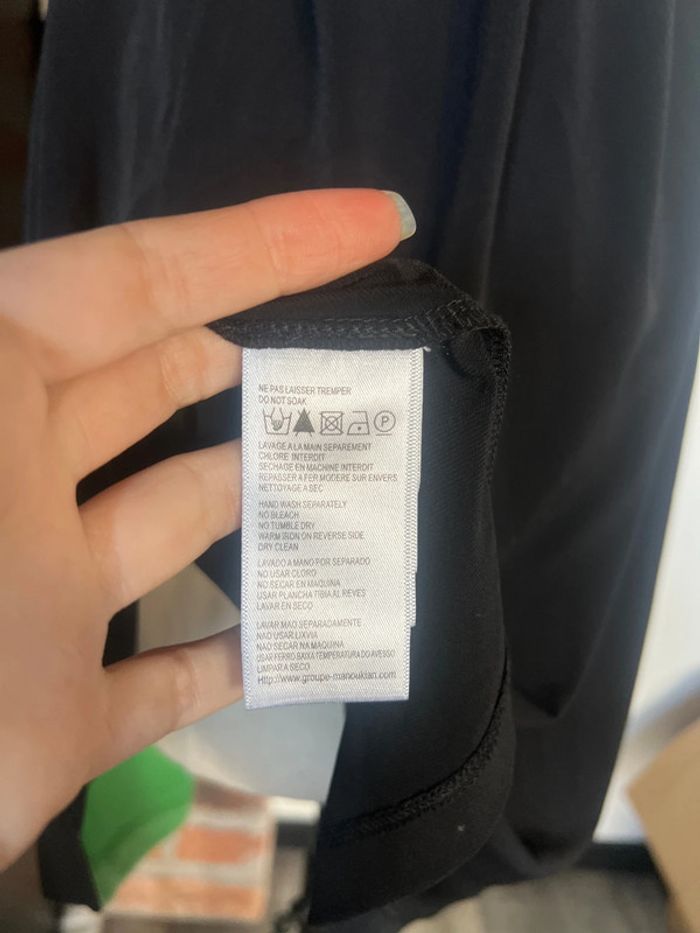 NE PAS LAISSER TREMPER
DO NOT SOAK
P
LAVAGE A LA MAIN SEPAREMENT
CHLORE INTERDIT
SECHAGE EN MACHINE INTERDIT
REPASSER A FER MODERE SUR ENVERS
NETTOYAGE A SEC
HAND WASH SEPARATELY
NO BLEACH
NO TUMBLE DRY
WARM IRON ON REVERSE SIDE
DRY CLEAN
LAVADO A MANO POR SEPARADO
NO USAR CLORO
NO SECAR EN MAQUINA
USAR PLANCHA TIBIA AL REVES
LAVAR EN SECO
LAVAR MAO SEPARADAMENTE
NAO USAR LIXVIA
NAO SECAR NA MAQUINA
USAR FERRO BAIXA TEMPERATURA DO AVESSO
LIMPAR A SECO
Http://www.groupe-manoukian.com